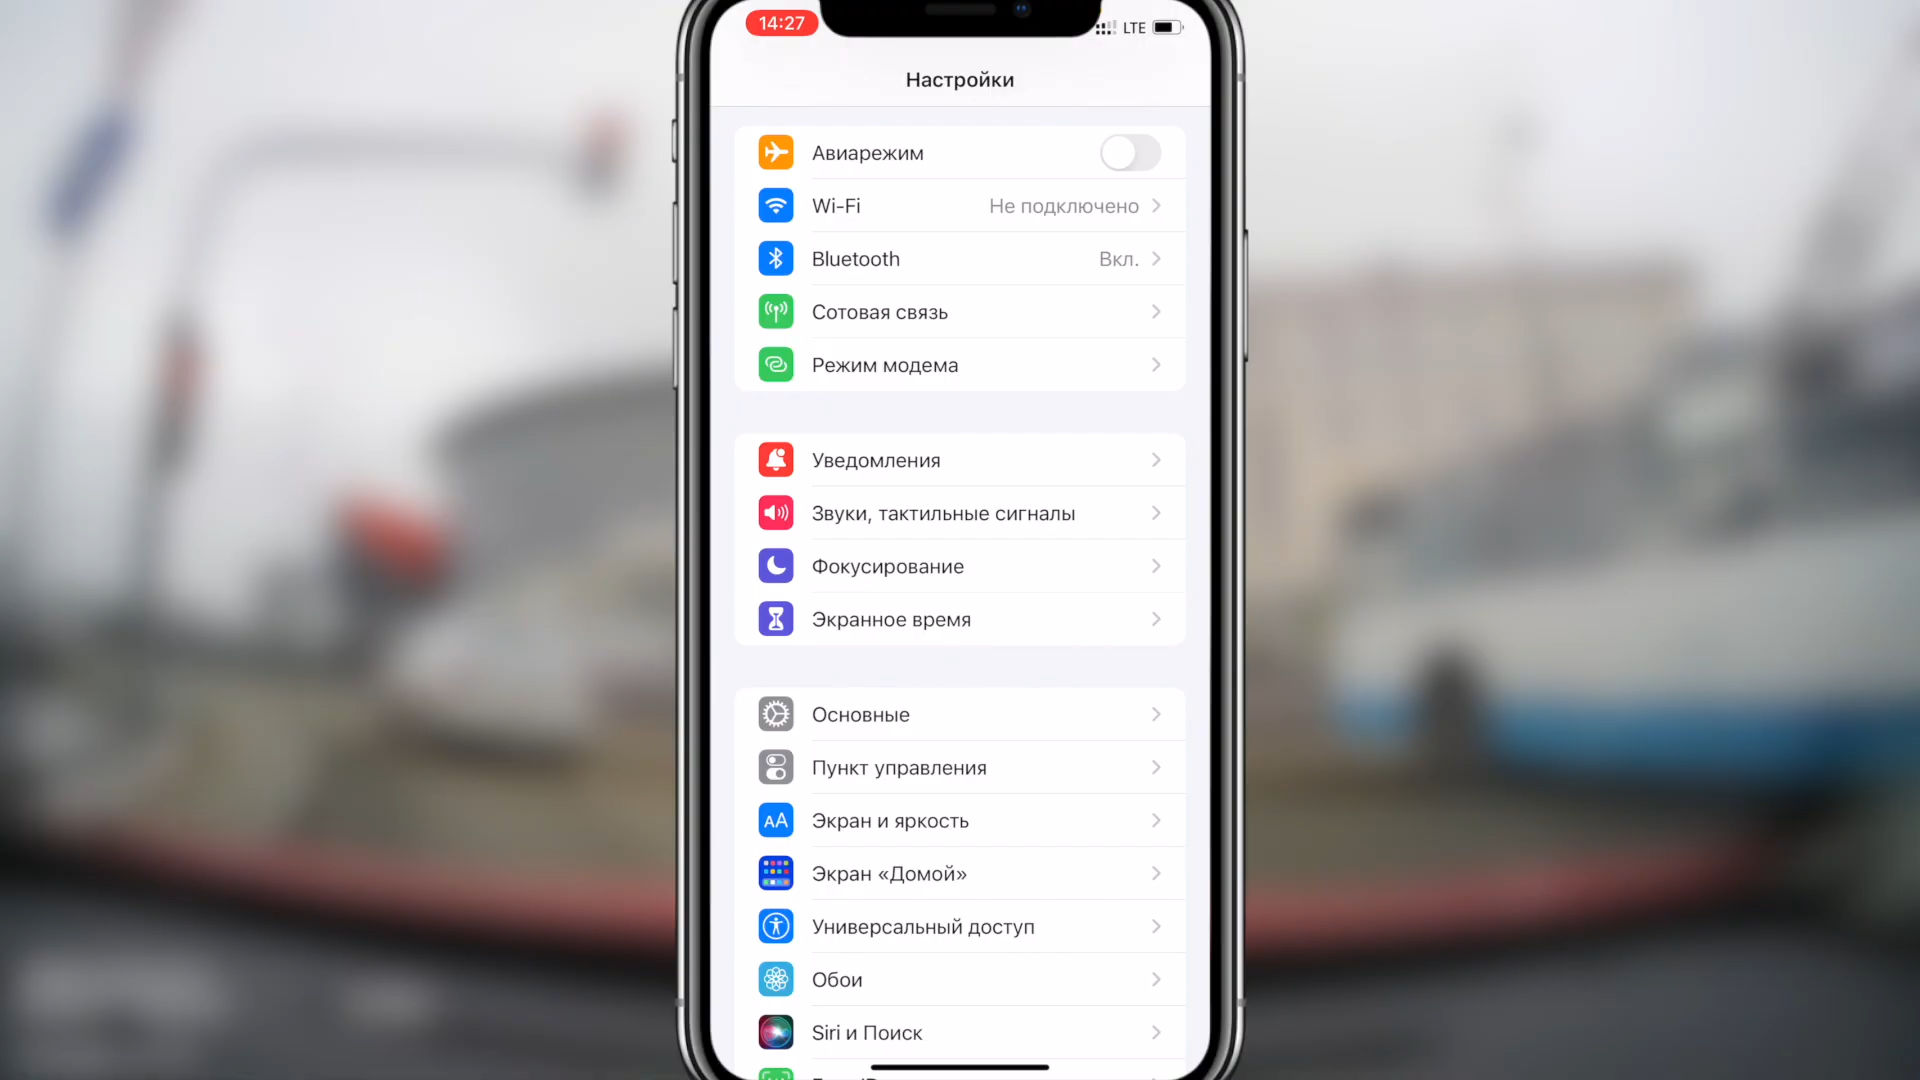 14:27
LTE
Настройки
Авиарежим
Wi-Fi
Не подключено
Bluetooth
Вкл.
Сотовая связь
Режим модема
Уведомления
Звуки, тактильные сигналы
Фокусирование
Экранное время
Основные
Пункт управления
AA
Экран и яркость
Экран «Домой»
Универсальный доступ
Обои
Siri и Поиск